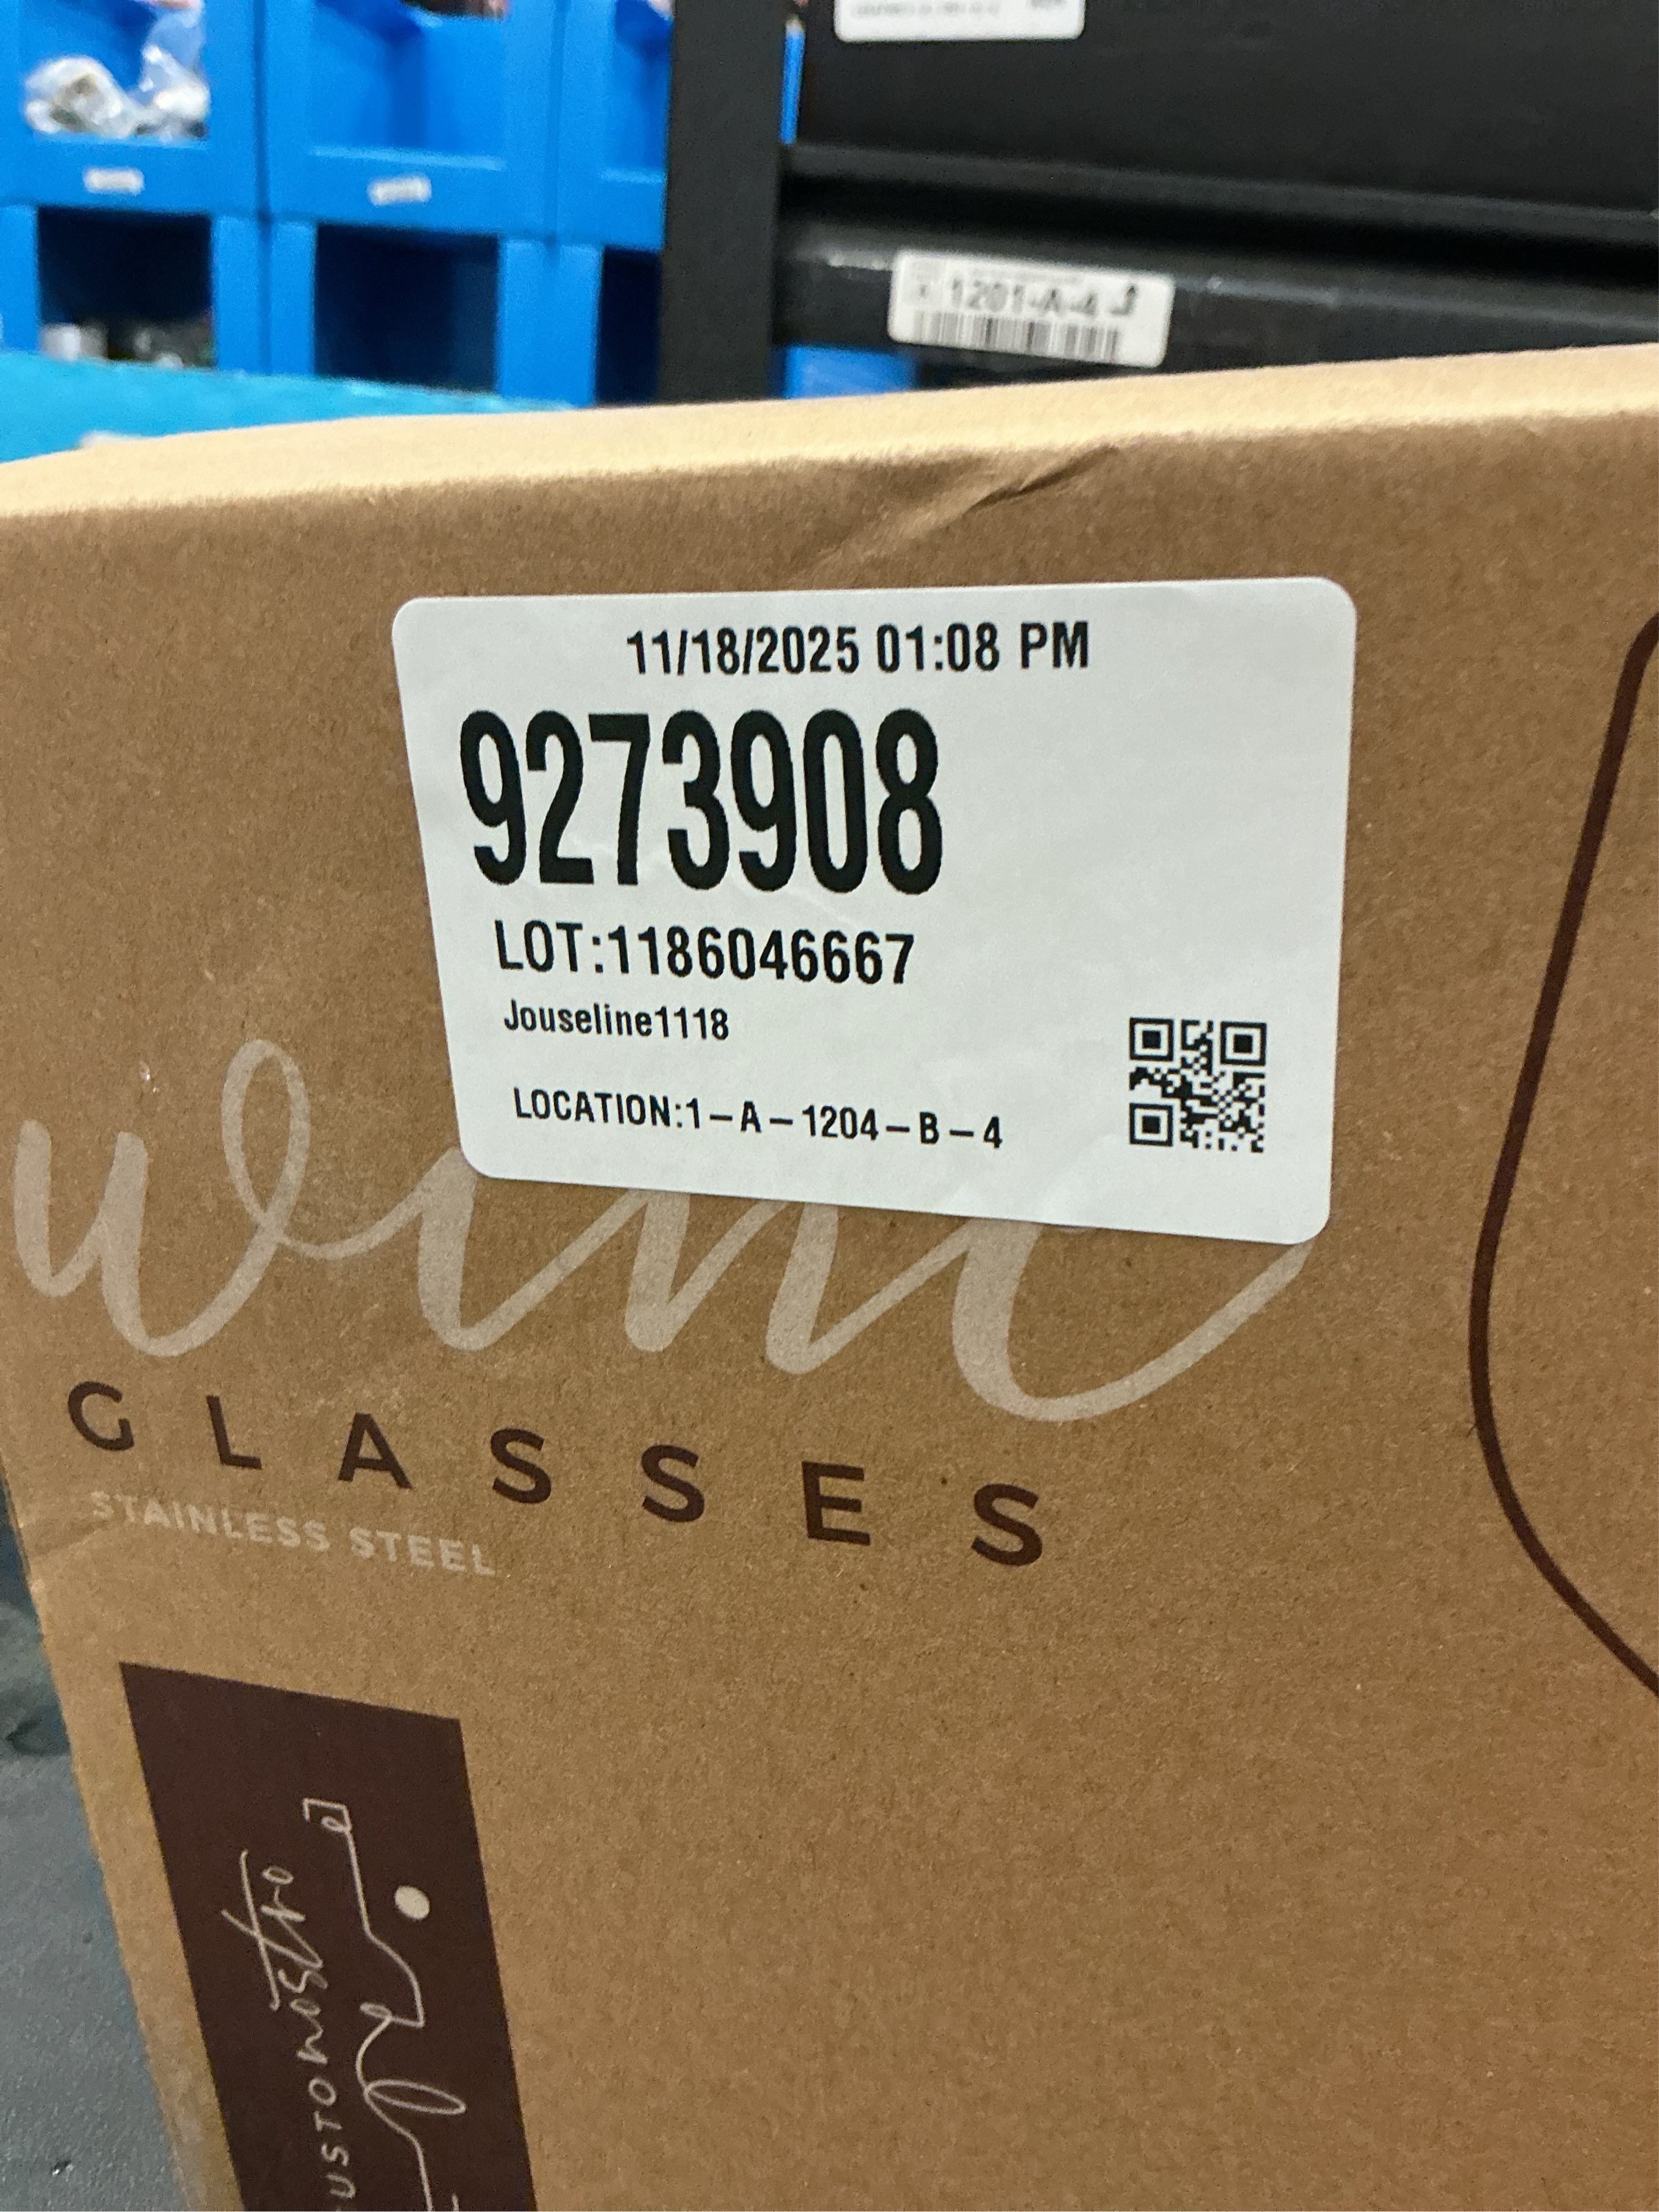 1201-A-4
11/18/2025 01:08 PM
9273908
LOT:1186046667
Jouseline1118
LOCATION:1-A-1204-B-4
wine
GLASSES
STAINLESS STEEL